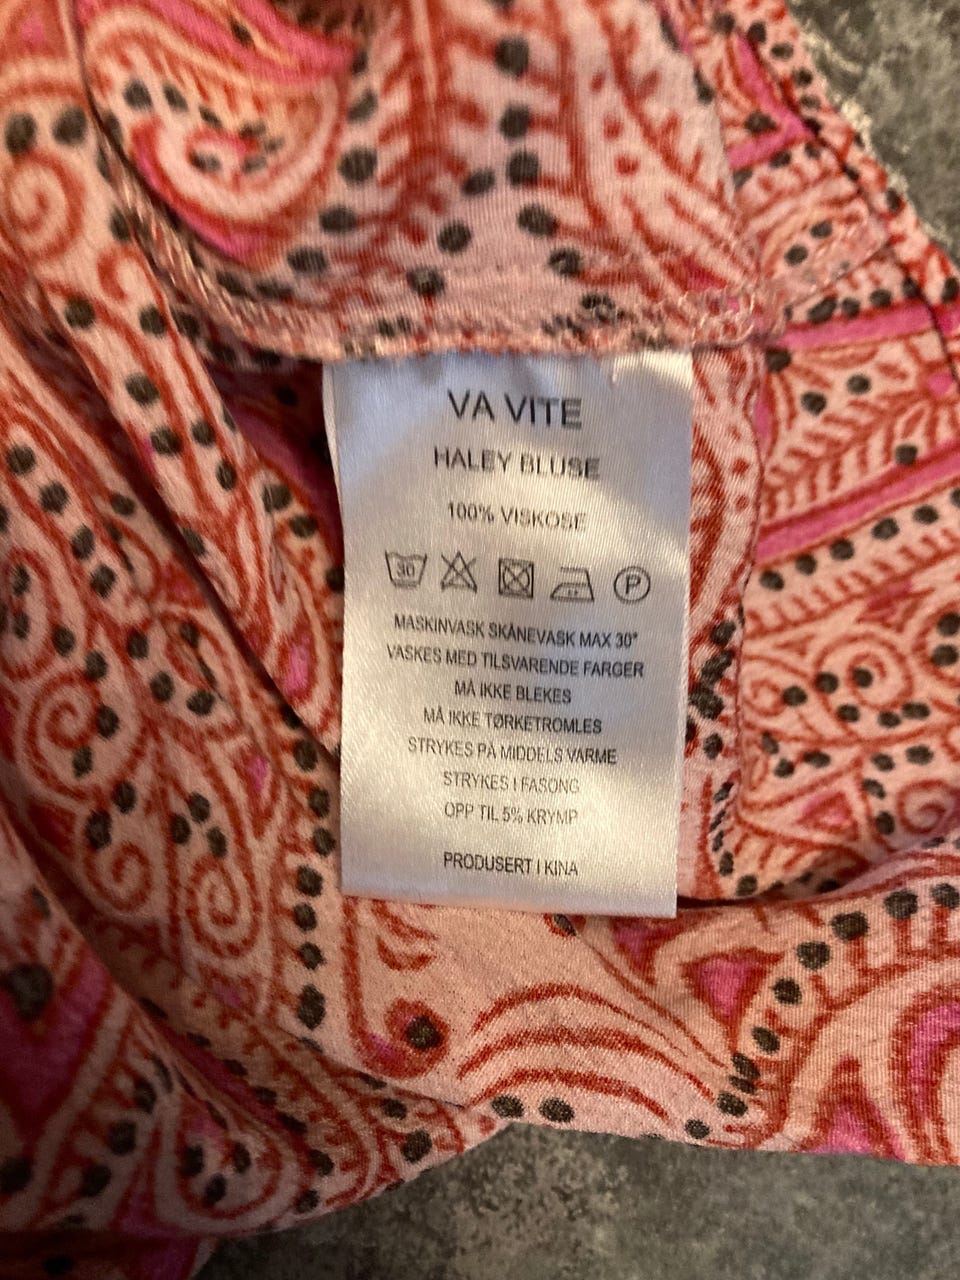 VA VITE
HALEY BLUSE
100% VISKOSE
30 P
MASKINVASK SKÅNEVASK MAX 30°
VASKES MED TILSVARENDE FARGER
MÅ IKKE BLEKES
MÅ IKKE TØRKETROMLES
STRYKES PÅ MIDDELS VARME
STRYKES I FASONG
OPP TIL 5% KRYMP
PRODUSERT I KINA